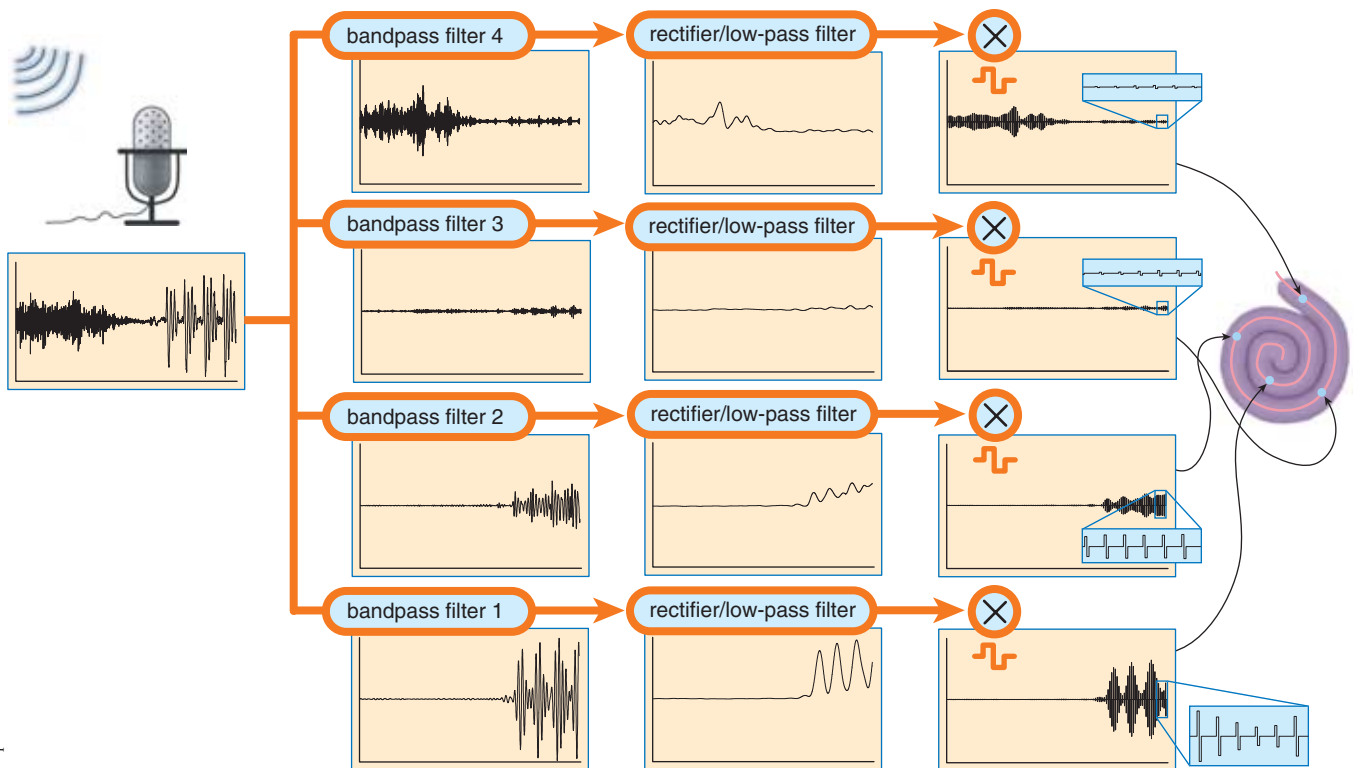 bandpass filter 4
rectifier/low-pass filter
bandpass filter 3
rectifier/low-pass filter
bandpass filter 2
rectifier/low-pass filter
bandpass filter 1
rectifier/low-pass filter